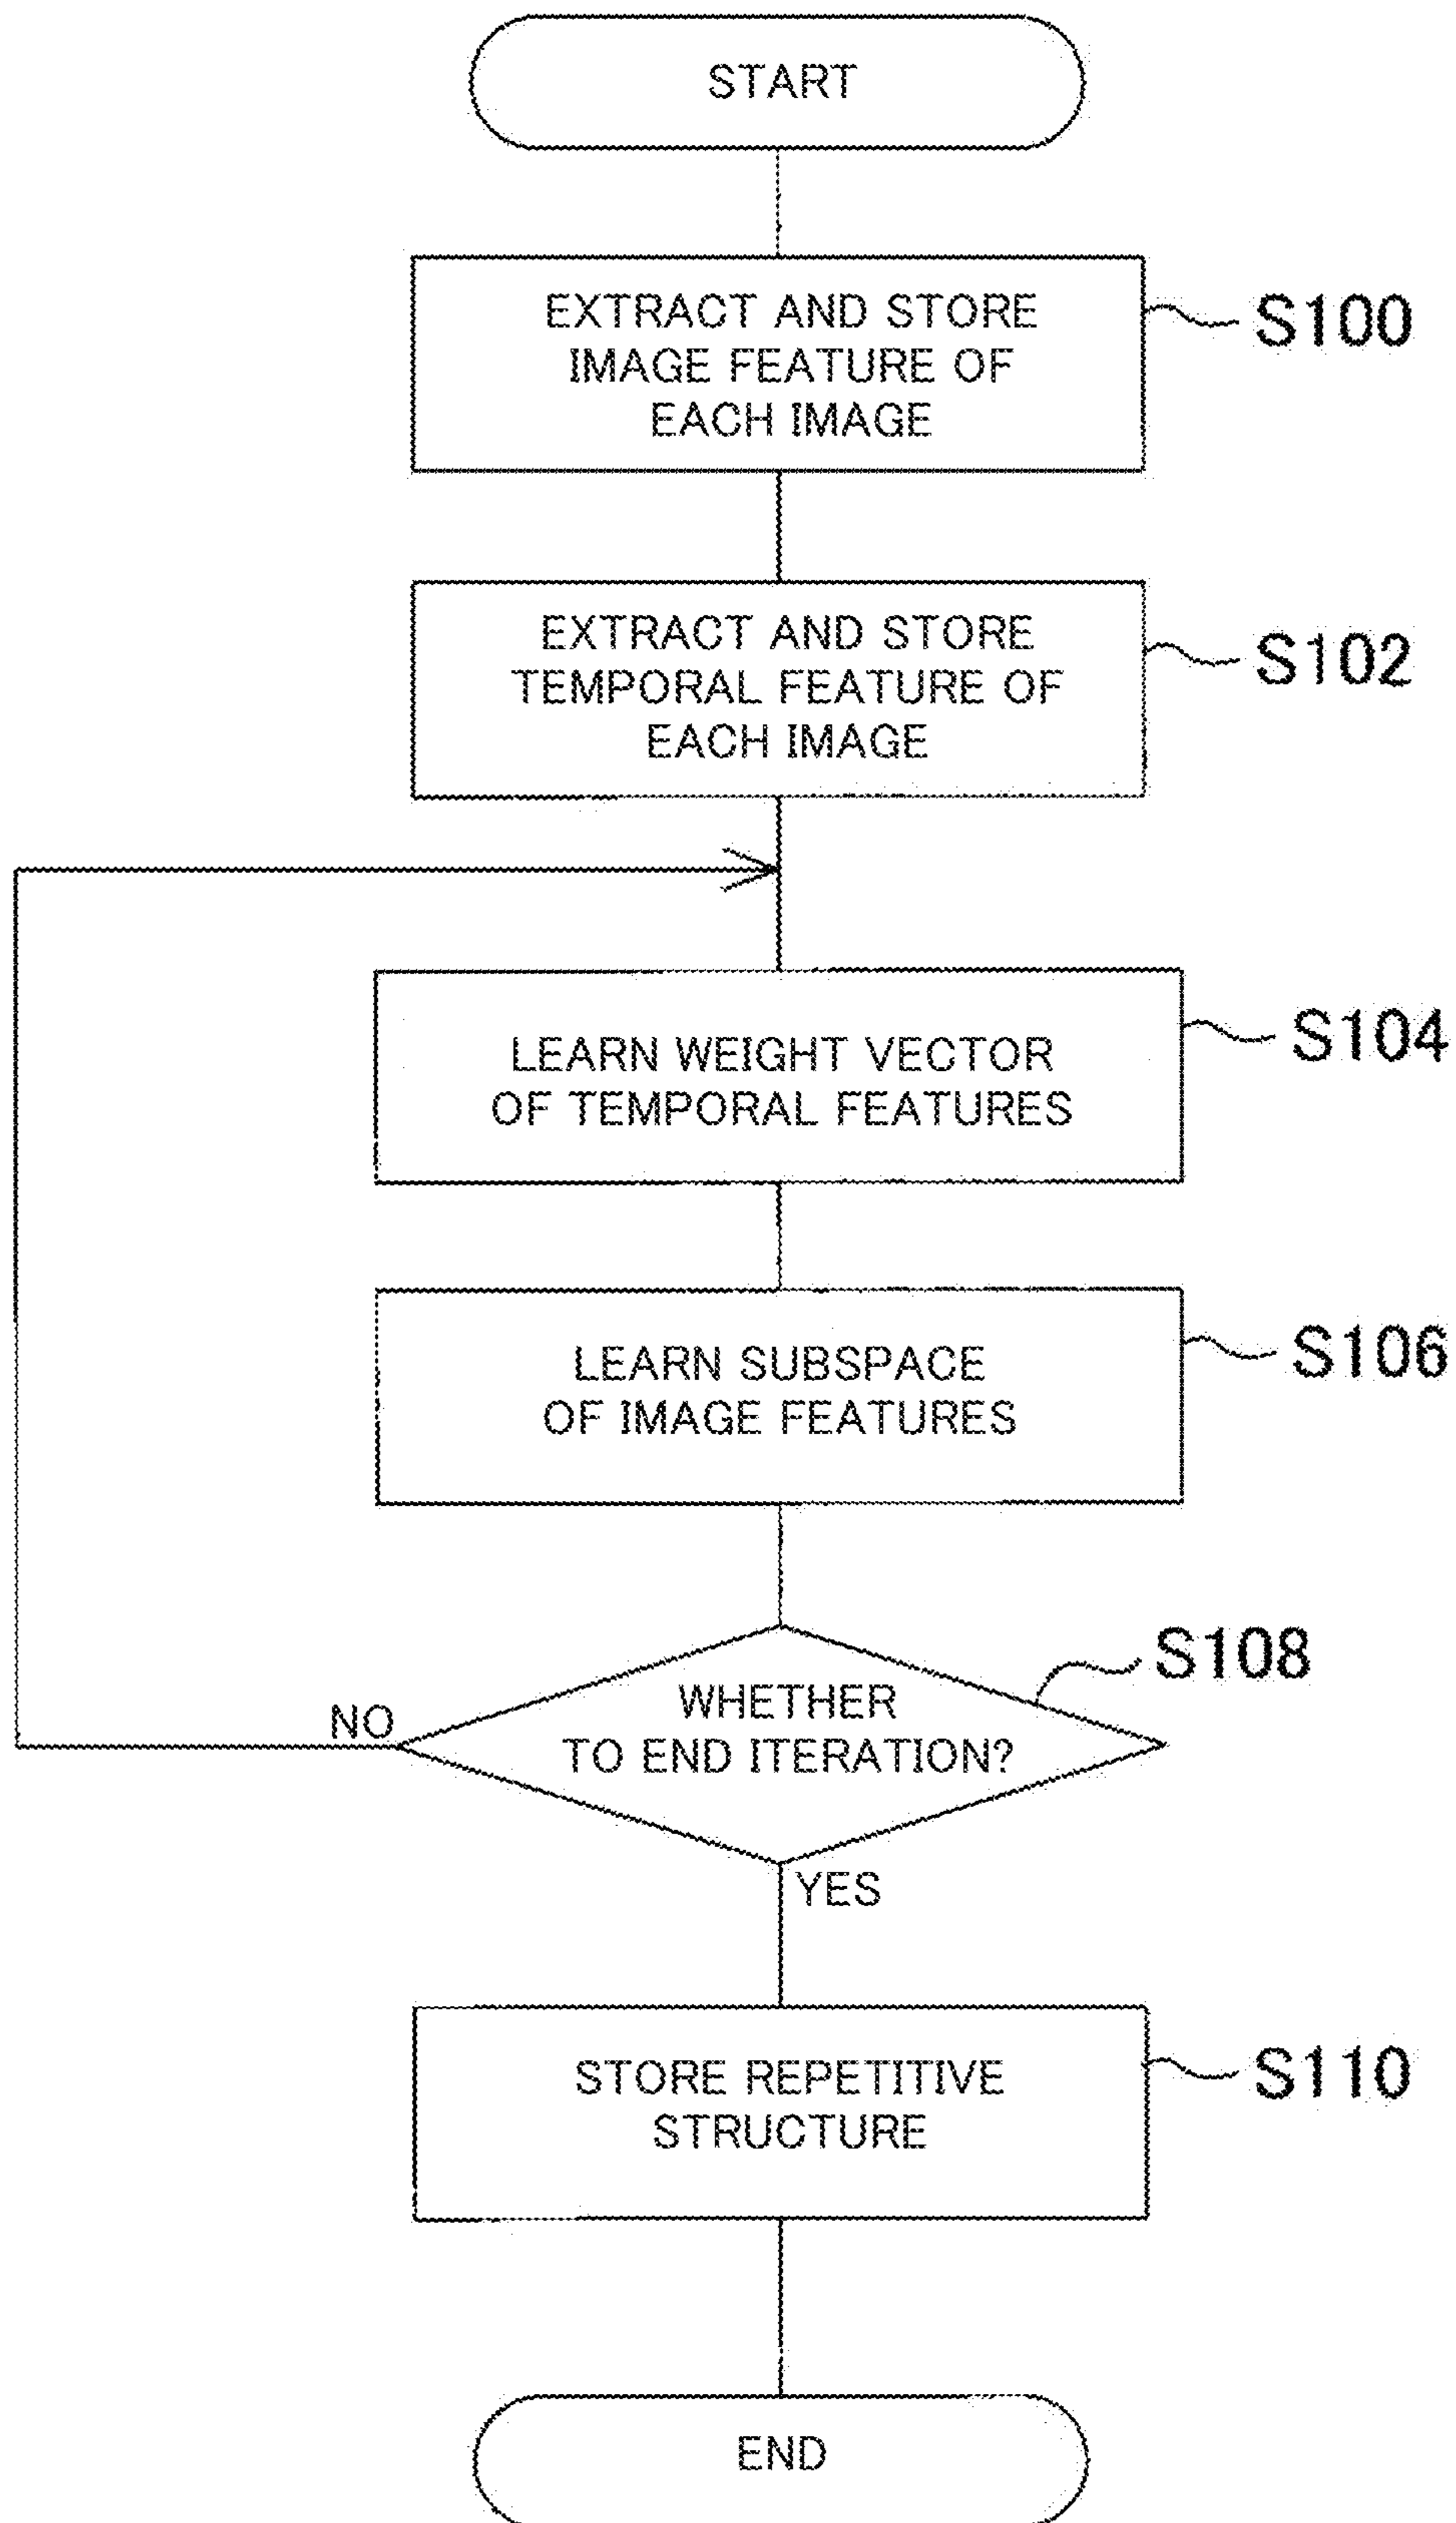 START
EXTRACT AND STORE
IMAGE FEATURE OF
EACH IMAGE
S100
EXTRACT AND STORE
TEMPORAL FEATURE OF
EACH IMAGE
S102
LEARN WEIGHT VECTOR
OF TEMPORAL FEATURES
S104
LEARN SUBSPACE
OF IMAGE FEATURES
S106
WHETHER
TO END ITERATION?
S108
NO
YES
STORE REPETITIVE
STRUCTURE
S110
END